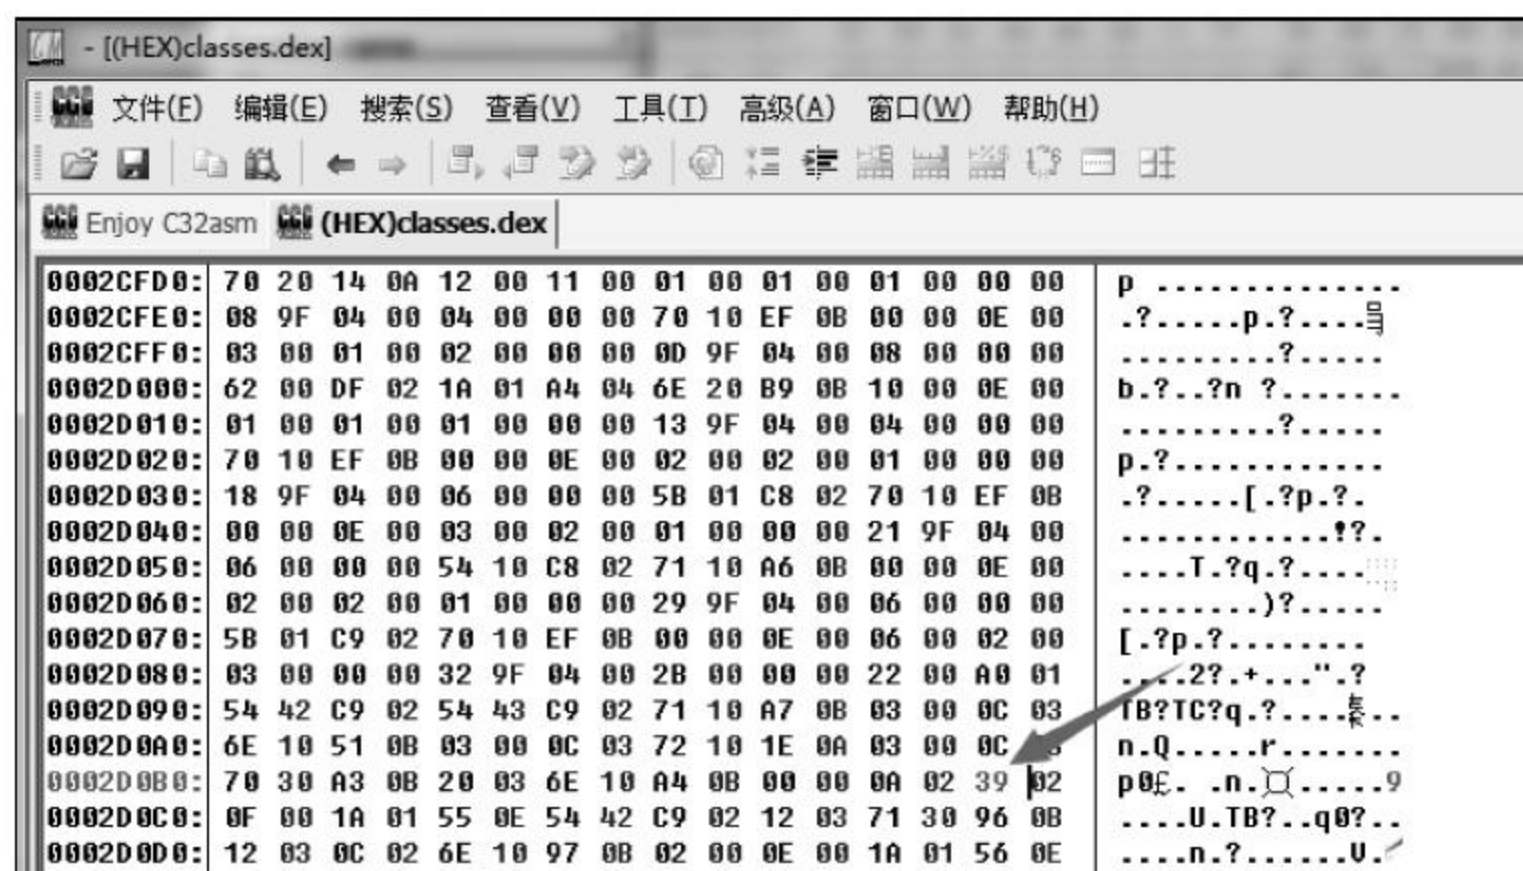 - [(HEX)classes.dex]
文件(F) 编辑(E) 搜索(S) 查看(V) 工具(T) 高级(A) 窗口(W) 帮助(H)
Enjoy C32asm (HEX)classes.dex
0002CFD0: 70 20 14 0A 12 00 11 00 01 00 01 00 01 00 00 00 p ..............
0002CFE0: 08 9F 04 00 04 00 00 00 70 10 EF 0B 00 00 0E 00 .?.....p.?....
0002CFF0: 03 00 01 00 02 00 00 00 0D 9F 04 00 08 00 00 00 .........?.....
0002D000: 62 00 DF 02 1A 01 A4 04 6E 20 B9 0B 10 00 0E 00 b.?..?n ?.......
0002D010: 01 00 01 00 01 00 00 00 13 9F 04 00 04 00 00 00 .........?.....
0002D020: 70 10 EF 0B 00 00 0E 00 02 00 02 00 01 00 00 00 p.?............
0002D030: 18 9F 04 00 06 00 00 00 5B 01 C8 02 70 10 EF 0B .?.....[.?p.?.
0002D040: 00 00 0E 00 03 00 02 00 01 00 00 00 21 9F 04 00 ............!?.
0002D050: 06 00 00 00 54 10 C8 02 71 10 A6 0B 00 00 0E 00 ....T.?q.?....
0002D060: 02 00 02 00 01 00 00 00 29 9F 04 00 06 00 00 00 ........)?.....
0002D070: 5B 01 C9 02 70 10 EF 0B 00 00 0E 00 06 00 02 00 [.?p.?........
0002D080: 03 00 00 00 32 9F 04 00 2B 00 00 00 22 00 A0 01 ....2?.+...".?
0002D090: 54 42 C9 02 54 43 C9 02 71 10 A7 0B 03 00 0C 03 TB?TC?q.?......
0002D0A0: 6E 10 51 0B 03 00 0C 03 72 10 1E 0A 03 00 0C n.Q.....r.......
0002D0B0: 70 30 A3 0B 20 03 6E 10 A4 0B 00 00 0A 02 39 02 p0£. .n.¤.....9
0002D0C0: 0F 00 1A 01 55 0E 54 42 C9 02 12 03 71 30 96 0B ....U.TB?..q0?..
0002D0D0: 12 03 0C 02 6E 10 97 0B 02 00 0E 00 1A 01 56 0E ....n.?......V.